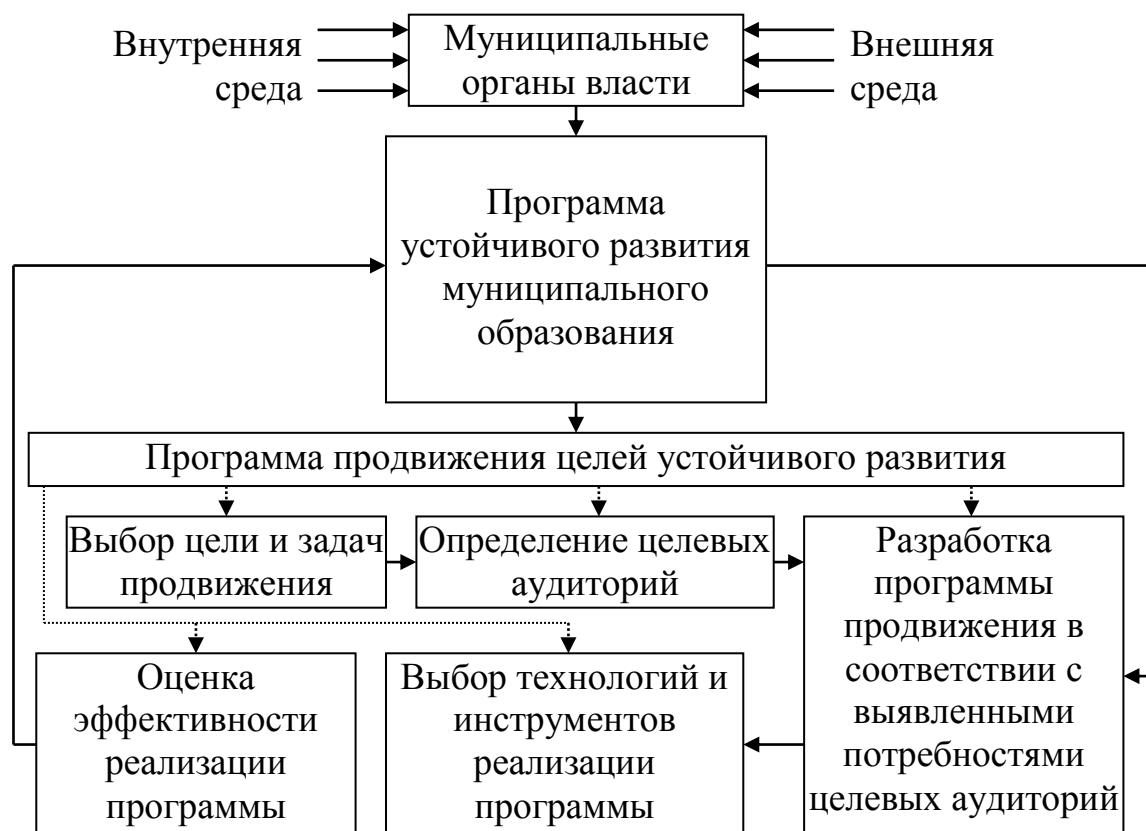 Внутренняя
среда
Муниципальные
органы власти
Внешняя
среда
Программа
устойчивого развития
муниципального
образования
Программа продвижения целей устойчивого развития
Выбор цели и задач
продвижения
Определение целевых
аудиторий
Разработка
программы
продвижения в
соответствии с
выявленными
потребностями
целевых аудиторий
Оценка
эффективности
реализации
программы
Выбор технологий и
инструментов
реализации
программы